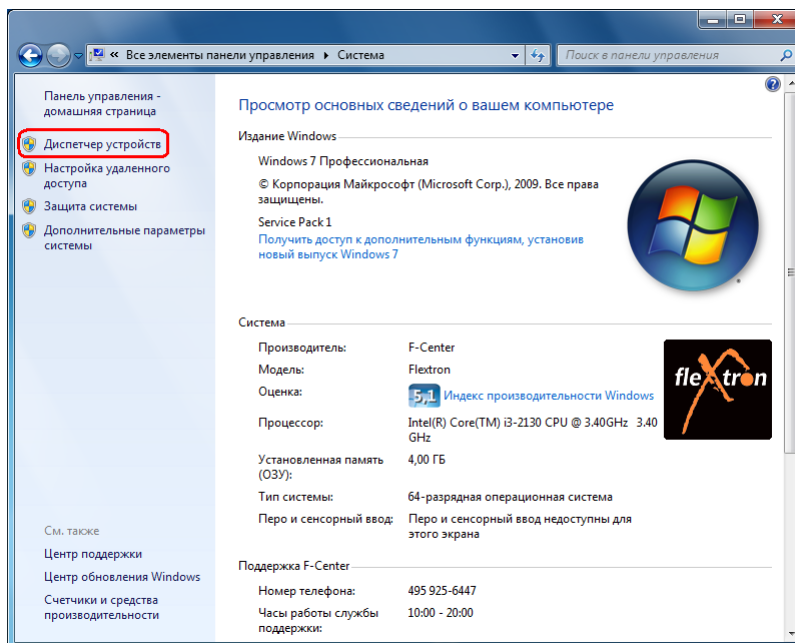 « Все элементы панели управления ▸ Система
Поиск в панели управления
Панель управления -
домашняя страница
Диспетчер устройств
Настройка удаленного
доступа
Защита системы
Дополнительные параметры
системы
См. также
Центр поддержки
Центр обновления Windows
Счетчики и средства
производительности
Просмотр основных сведений о вашем компьютере
Издание Windows
Windows 7 Профессиональная
© Корпорация Майкрософт (Microsoft Corp.), 2009. Все права
защищены.
Service Pack 1
Получить доступ к дополнительным функциям, установив
новый выпуск Windows 7
Система
Производитель: F-Center
Модель: Flextron
Оценка: 5,1 Индекс производительности Windows
Процессор: Intel(R) Core(TM) i3-2130 CPU @ 3.40GHz 3.40
GHz
Установленная память 4,00 ГБ
(ОЗУ):
Тип системы: 64-разрядная операционная система
Перо и сенсорный ввод: Перо и сенсорный ввод недоступны для
этого экрана
flextron
Поддержка F-Center
Номер телефона: 495 925-6447
Часы работы службы 10:00 - 20:00
поддержки: